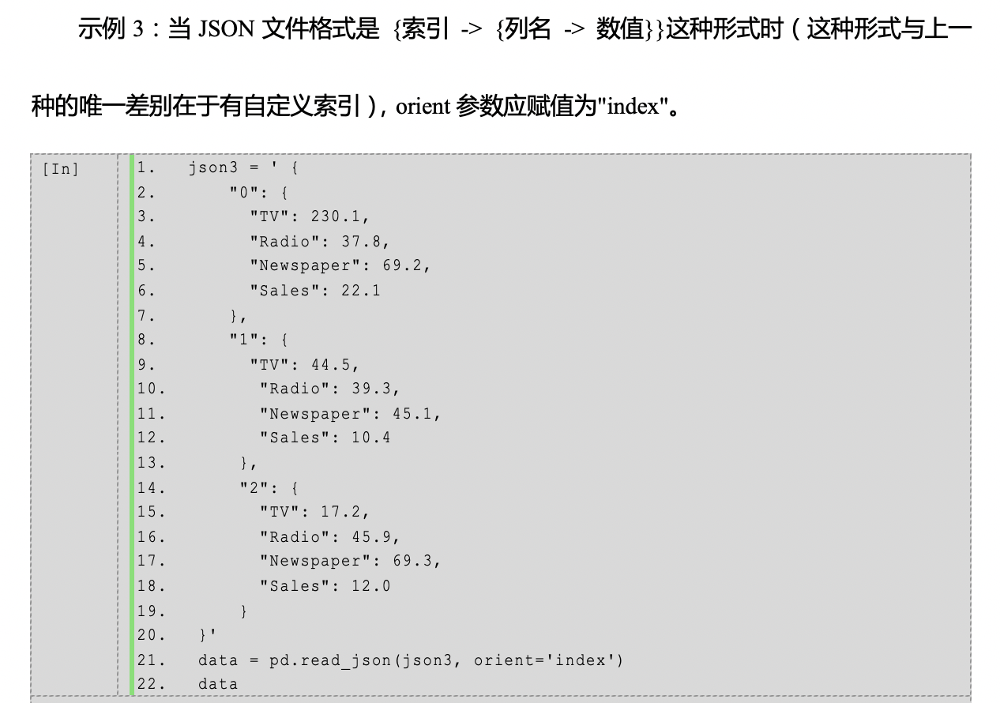 示例 3：当 JSON 文件格式是 {索引 -> {列名 -> 数值}}这种形式时（这种形式与上一
种的唯一差别在于有自定义索引），orient 参数应赋值为"index"。
[In]
1. json3 = ' {
2. "0": {
3. "TV": 230.1,
4. "Radio": 37.8,
5. "Newspaper": 69.2,
6. "Sales": 22.1
7. },
8. "1": {
9. "TV": 44.5,
10. "Radio": 39.3,
11. "Newspaper": 45.1,
12. "Sales": 10.4
13. },
14. "2": {
15. "TV": 17.2,
16. "Radio": 45.9,
17. "Newspaper": 69.3,
18. "Sales": 12.0
19. }
20. }'
21. data = pd.read_json(json3, orient='index')
22. data